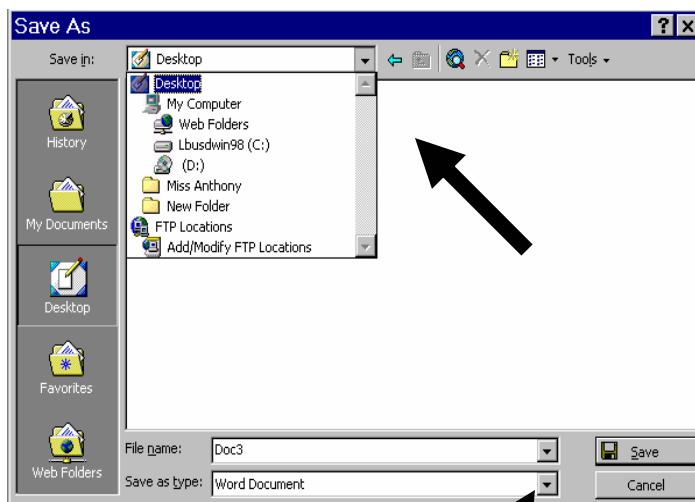 Save As
Save in:
Desktop
Tools
Desktop
My Computer
Web Folders
Lbusdwin98 (C:)
(D:)
Miss Anthony
New Folder
FTP Locations
Add/Modify FTP Locations
History
My Documents
Desktop
Favorites
Web Folders
File name: Doc3
Save
Save as type: Word Document
Cancel